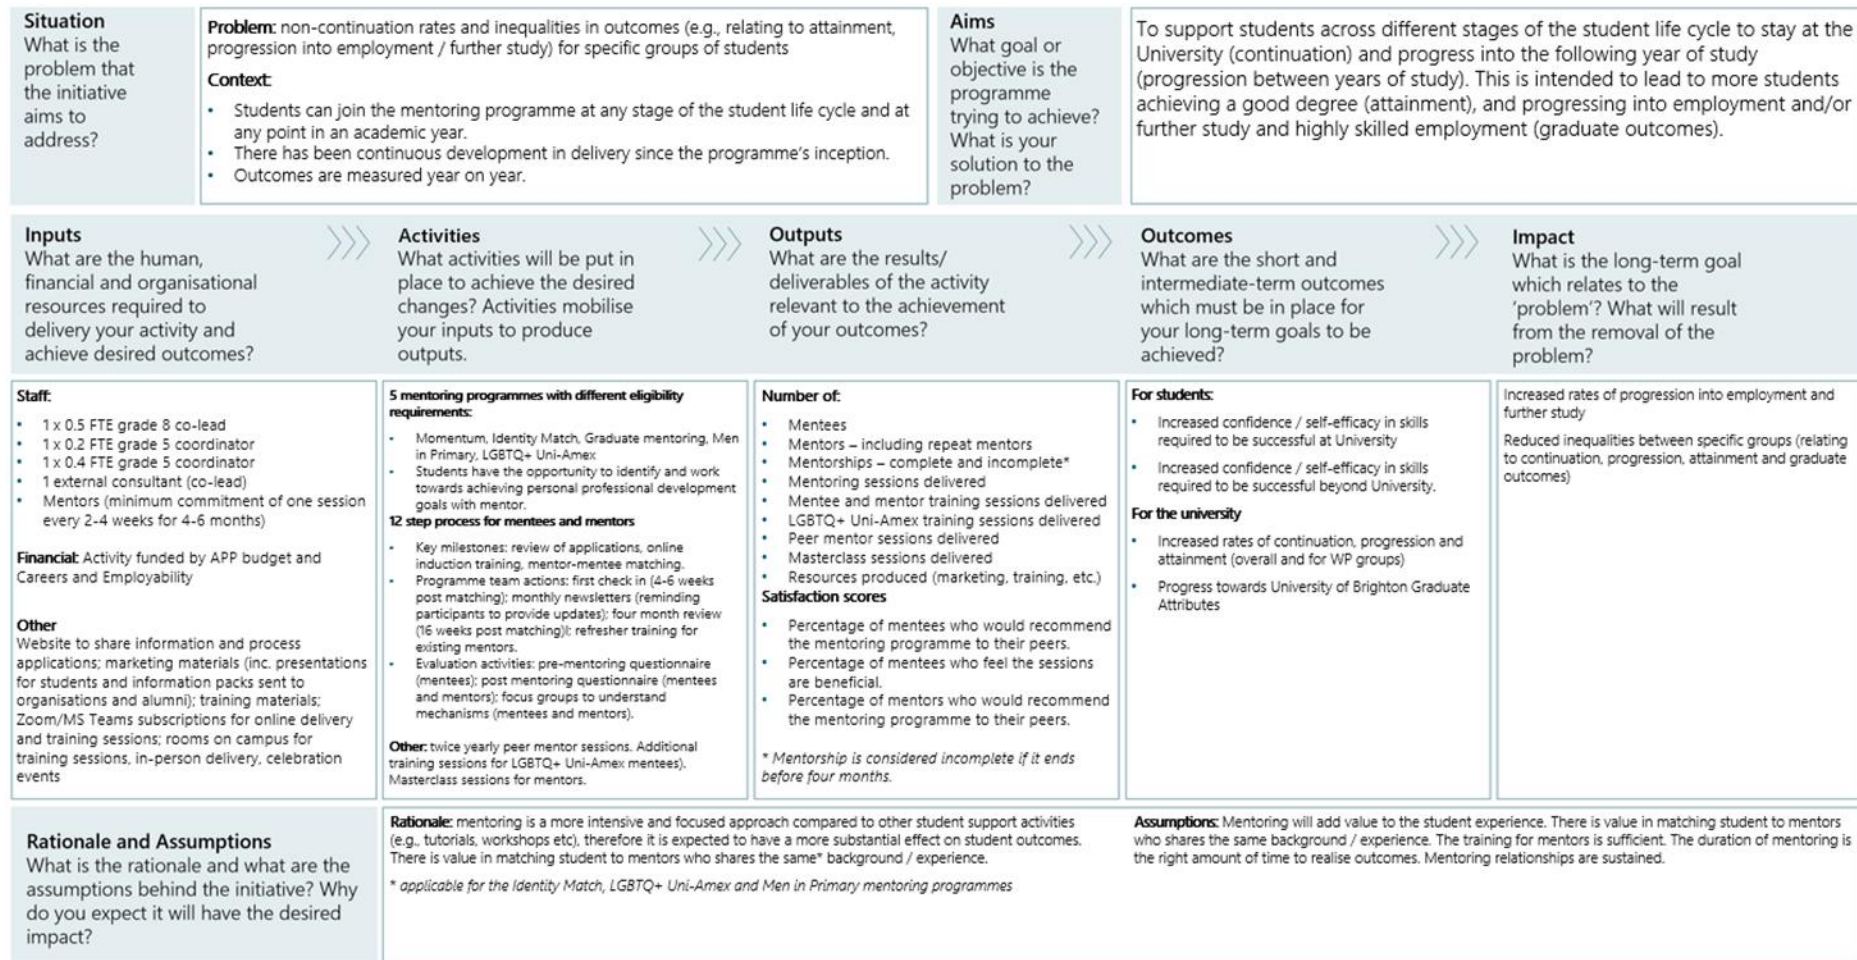 Situation
What is the
problem that
the initiative
aims to
address?
Problem: non-continuation rates and inequalities in outcomes (e.g., relating to attainment,
progression into employment / further study) for specific groups of students
Context:
• Students can join the mentoring programme at any stage of the student life cycle and at
any point in an academic year.
• There has been continuous development in delivery since the programme's inception.
• Outcomes are measured year on year.
Aims
What goal or
objective is the
programme
trying to achieve?
What is your
solution to the
problem?
To support students across different stages of the student life cycle to stay at the
University (continuation) and progress into the following year of study
(progression between years of study). This is intended to lead to more students
achieving a good degree (attainment), and progressing into employment and/or
further study and highly skilled employment (graduate outcomes).
Inputs
What are the human,
financial and organisational
resources required to
delivery your activity and
achieve desired outcomes?
Activities
What activities will be put in
place to achieve the desired
changes? Activities mobilise
your inputs to produce
outputs.
Outputs
What are the results/
deliverables of the activity
relevant to the achievement
of your outcomes?
Outcomes
What are the short and
intermediate-term outcomes
which must be in place for
your long-term goals to be
achieved?
Impact
What is the long-term goal
which relates to the
'problem'? What will result
from the removal of the
problem?
Staff:
• 1 x 0.5 FTE grade 8 co-lead
• 1 x 0.2 FTE grade 5 coordinator
• 1 x 0.4 FTE grade 5 coordinator
• 1 external consultant (co-lead)
• Mentors (minimum commitment of one session
every 2-4 weeks for 4-6 months)
Financial: Activity funded by APP budget and
Careers and Employability
Other
Website to share information and process
applications; marketing materials (inc. presentations
for students and information packs sent to
organisations and alumni); training materials;
Zoom/MS Teams subscriptions for online delivery
and training sessions; rooms on campus for
training sessions, in-person delivery, celebration
events
5 mentoring programmes with different eligibility
requirements:
• Momentum, Identity Match, Graduate mentoring, Men
in Primary, LGBTQ+ Uni-Amex
• Students have the opportunity to identify and work
towards achieving personal professional development
goals with mentor.
12 step process for mentees and mentors
• Key milestones: review of applications, online
induction training, mentor-mentee matching.
• Programme team actions: first check in (4-6 weeks
post matching); monthly newsletters (reminding
participants to provide updates); four month review
(16 weeks post matching)l; refresher training for
existing mentors.
• Evaluation activities: pre-mentoring questionnaire
(mentees); post mentoring questionnaire (mentees
and mentors); focus groups to understand
mechanisms (mentees and mentors).
Other: twice yearly peer mentor sessions. Additional
training sessions for LGBTQ+ Uni-Amex mentees).
Masterclass sessions for mentors.
Number of:
• Mentees
• Mentors – including repeat mentors
• Mentorships – complete and incomplete*
• Mentoring sessions delivered
• Mentee and mentor training sessions delivered
• LGBTQ+ Uni-Amex training sessions delivered
• Peer mentor sessions delivered
• Masterclass sessions delivered
• Resources produced (marketing, training, etc.)
Satisfaction scores
• Percentage of mentees who would recommend
the mentoring programme to their peers.
• Percentage of mentees who feel the sessions
are beneficial.
• Percentage of mentors who would recommend
the mentoring programme to their peers.
* Mentorship is considered incomplete if it ends
before four months.
For students:
• Increased confidence / self-efficacy in skills
required to be successful at University
• Increased confidence / self-efficacy in skills
required to be successful beyond University.
For the university
• Increased rates of continuation, progression and
attainment (overall and for WP groups)
• Progress towards University of Brighton Graduate
Attributes
Increased rates of progression into employment and
further study
Reduced inequalities between specific groups (relating
to continuation, progression, attainment and graduate
outcomes)
Rationale and Assumptions
What is the rationale and what are the
assumptions behind the initiative? Why
do you expect it will have the desired
impact?
Rationale: mentoring is a more intensive and focused approach compared to other student support activities
(e.g., tutorials, workshops etc), therefore it is expected to have a more substantial effect on student outcomes.
There is value in matching student to mentors who shares the same* background / experience.
* applicable for the Identity Match, LGBTQ+ Uni-Amex and Men in Primary mentoring programmes
Assumptions: Mentoring will add value to the student experience. There is value in matching student to mentors
who shares the same background / experience. The training for mentors is sufficient. The duration of mentoring is
the right amount of time to realise outcomes. Mentoring relationships are sustained.